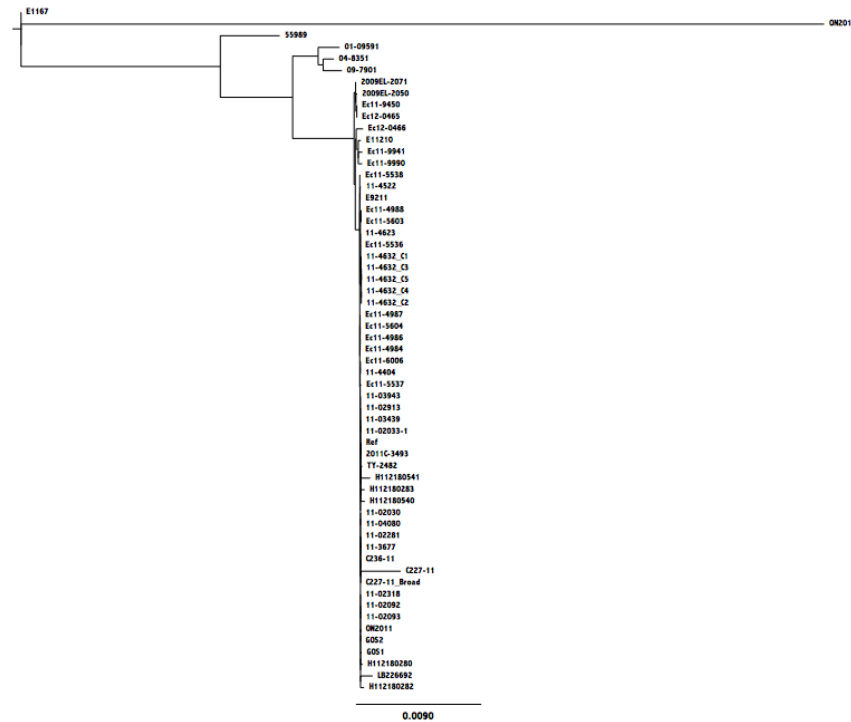 E1167
ON201
55989
01-09591
04-8351
09-7901
2009EL-2071
2009EL-2050
Ec11-9450
Ec12-0465
Ec12-0466
E11210
Ec11-9941
Ec11-9990
Ec11-5538
11-4522
E9211
Ec11-4988
Ec11-5603
11-4623
Ec11-5536
11-4632_C1
11-4632_C3
11-4632_C5
11-4632_C4
11-4632_C2
Ec11-4987
Ec11-5604
Ec11-4986
Ec11-4984
Ec11-6006
11-4404
Ec11-5537
11-03943
11-02913
11-03439
11-02033-1
Ref
2011C-3493
TY-2482
H112180541
H112180283
H112180540
11-02030
11-04080
11-02281
11-3677
C236-11
C227-11
C227-11_Broad
11-02318
11-02092
11-02093
ON2011
GOS2
GOS1
H112180280
LB226692
H112180282
0.0090